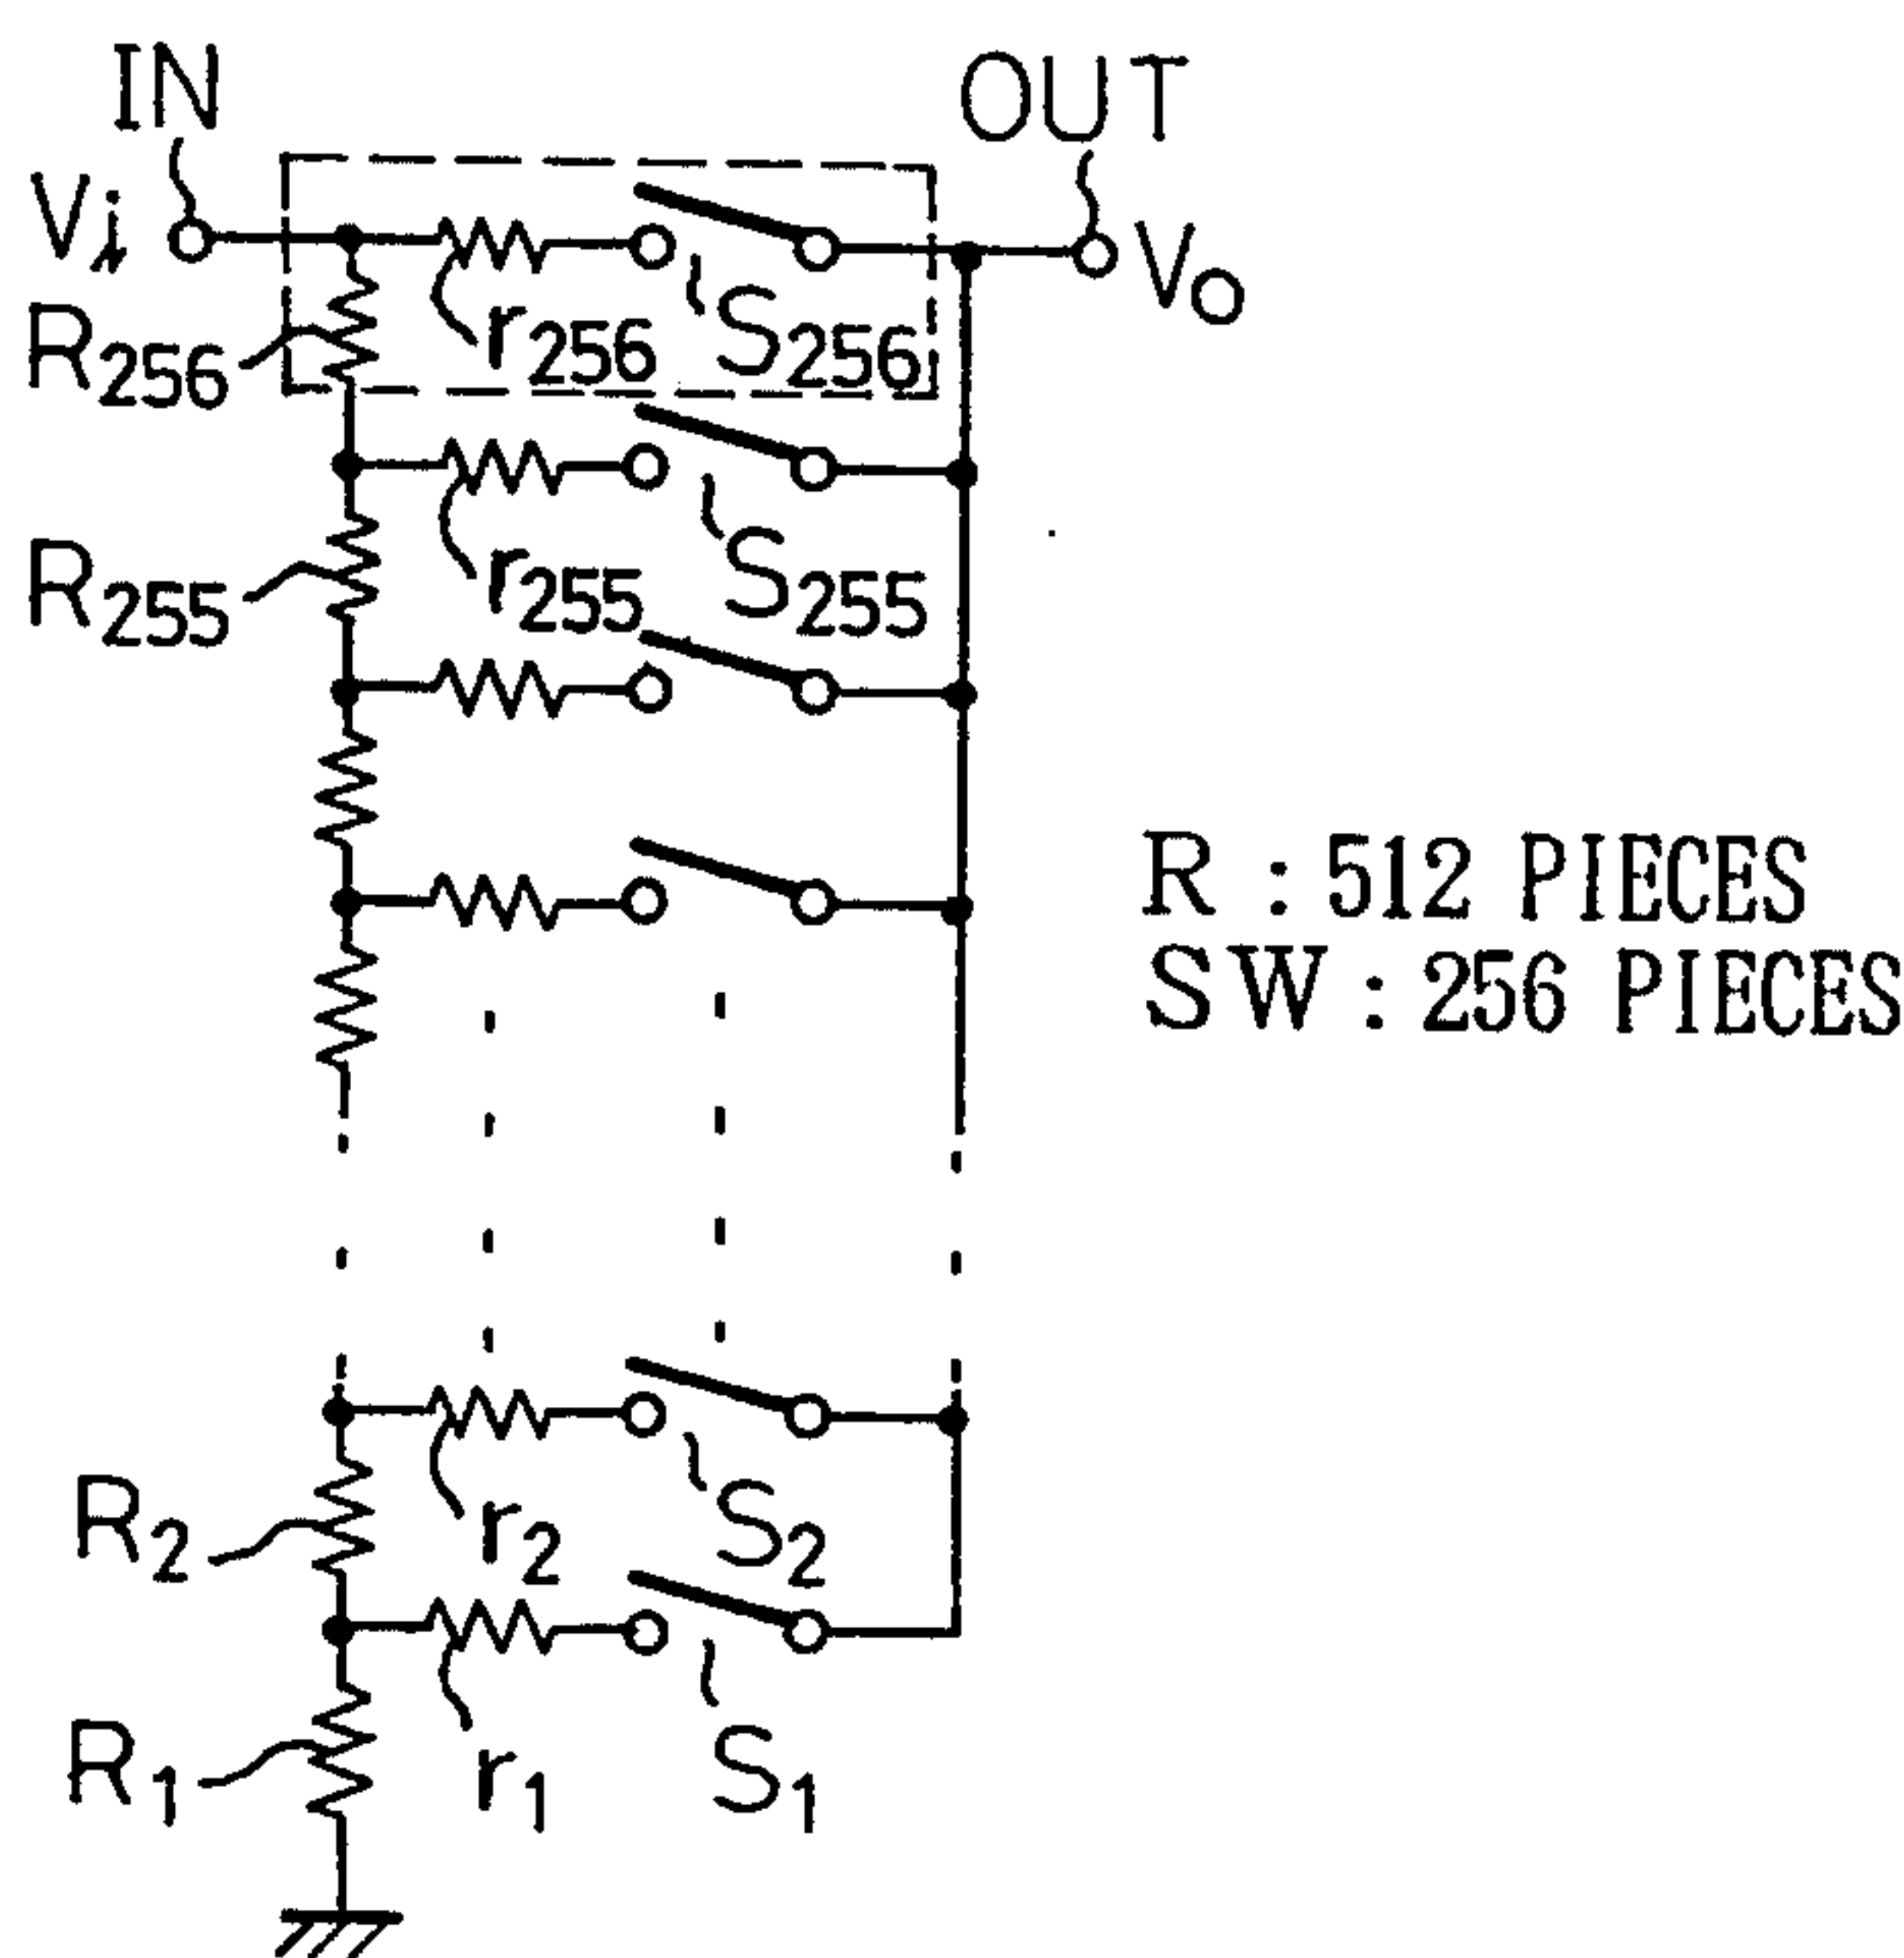 IN
OUT
Vi
VO
R256
r256
S256
R255
r255
S255
R : 512 PIECES
SW : 256 PIECES
R2
r2
S2
R1
r1
S1